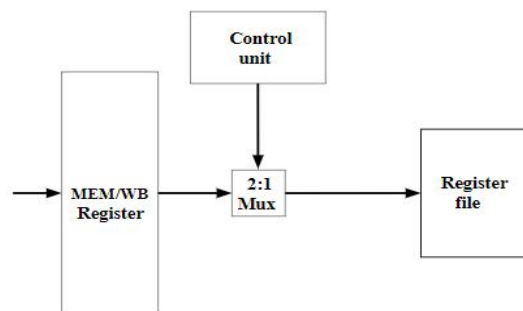 Control
unit
MEM/WB
Register
2:1
Mux
Register
file